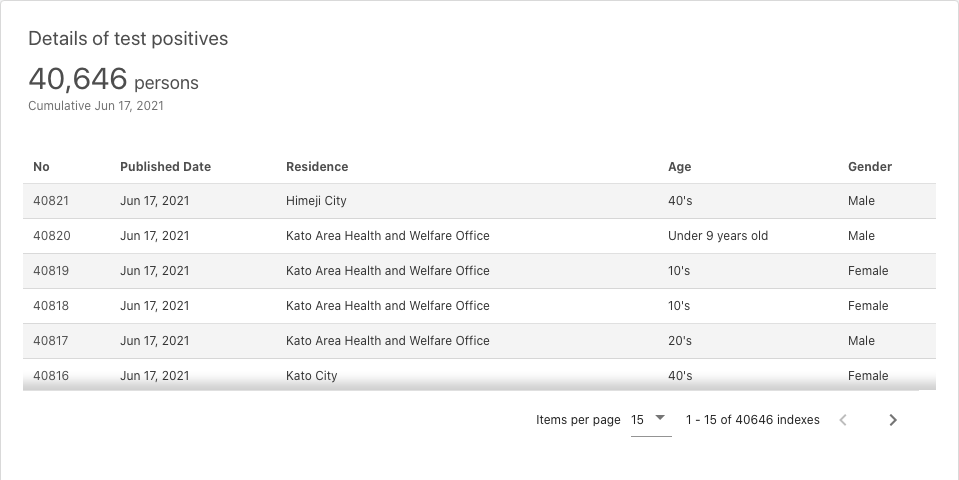 Details of test positives
40,646 persons
Cumulative Jun 17, 2021
No Published Date Residence Age Gender
40821 Jun 17, 2021 Himeji City 40's Male
40820 Jun 17, 2021 Kato Area Health and Welfare Office Under 9 years old Male
40819 Jun 17, 2021 Kato Area Health and Welfare Office 10's Female
40818 Jun 17, 2021 Kato Area Health and Welfare Office 10's Female
40817 Jun 17, 2021 Kato Area Health and Welfare Office 20's Male
40816 Jun 17, 2021 Kato City 40's Female
Items per page 15 1 - 15 of 40646 indexes